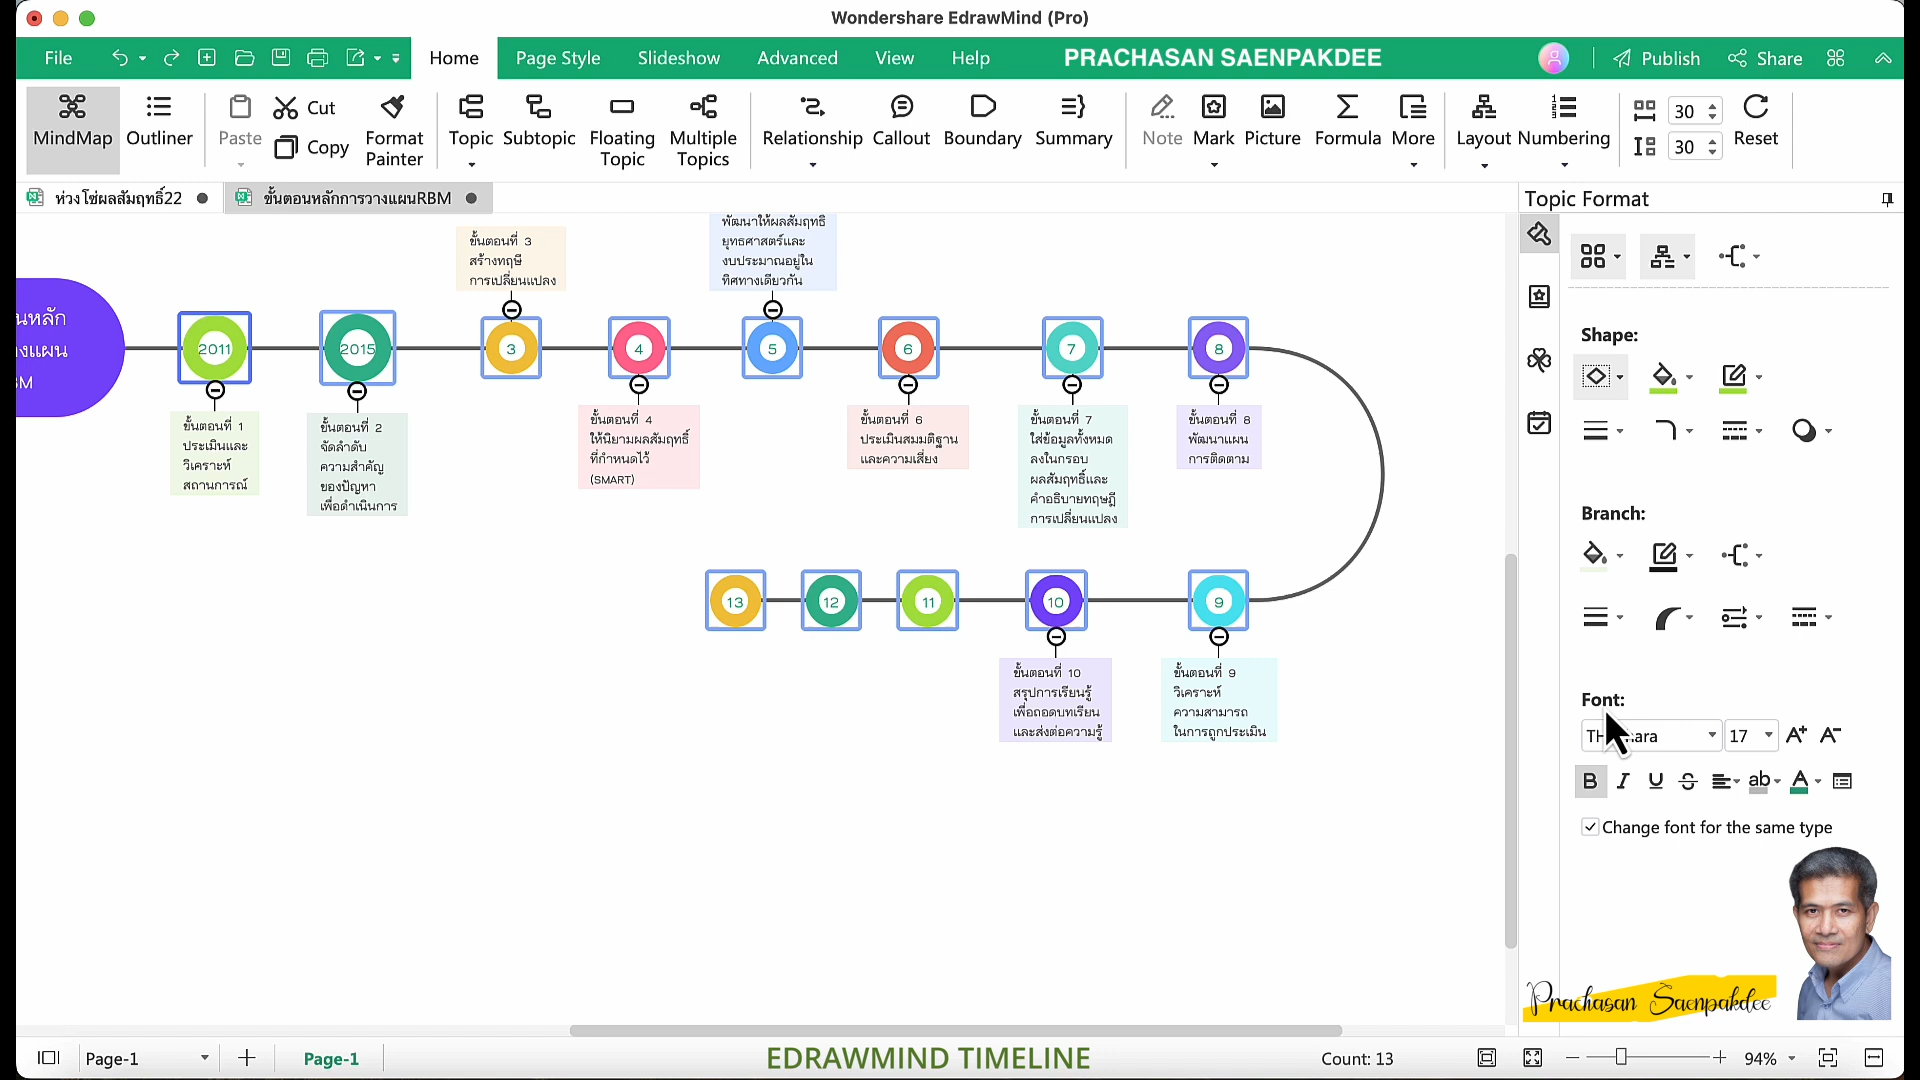 Wondershare EdrawMind (Pro)
File
Home
Page Style
Slideshow
Advanced
View
Help
PRACHASAN SAENPAKDEE
Publish
Share
MindMap
Outliner
Paste
Cut
Copy
Format Painter
Topic
Subtopic
Floating Topic
Multiple Topics
Relationship
Callout
Boundary
Summary
Note
Mark
Picture
Formula
More
Layout
Numbering
30
30
Reset
ห่วงโซ่ผลสัมฤทธิ์22
ขั้นตอนหลักการวางแผนRBM
Topic Format
ขั้นตอนที่ 3
สร้างทฤษี
การเปลี่ยนแปลง
พัฒนาให้ผลสัมฤทธิ
ยุทธศาสตร์และ
งบประมาณอยู่ใน
ทิศทางเดียวกัน
นหลัก
งแผน
BM
2011
2015
3
4
5
6
7
8
ขั้นตอนที่ 1
ประเมินและ
วิเคราะห์
สถานการณ์
ขั้นตอนที่ 2
จัดลำดับ
ความสำคัญ
ของปัญหา
เพื่อดำเนินการ
ขั้นตอนที่ 4
ให้นิยามผลสัมฤทธิ์
ที่กำหนดไว้
(SMART)
ขั้นตอนที่ 6
ประเมินสมมติฐาน
และความเสี่ยง
ขั้นตอนที่ 7
ใส่ข้อมูลทั้งหมด
ลงในกรอบ
ผลสัมฤทธิ์และ
คำอธิบายทฤษฎี
การเปลี่ยนแปลง
ขั้นตอนที่ 8
พัฒนาแผน
การติดตาม
13
12
11
10
9
ขั้นตอนที่ 10
สรุปการเรียนรู้
เพื่อถอดบทเรียน
และส่งต่อความรู้
ขั้นตอนที่ 9
วิเคราะห์
ความสามารถ
ในการถูกประเมิน
Shape:
Branch:
Font:
17
Change font for the same type
Prachasan Saenpakdee
Page-1
Page-1
EDRAWMIND TIMELINE
Count: 13
94%